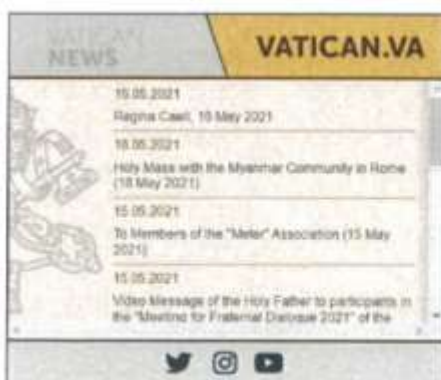 VATICAN
NEWS
VATICAN.VA
16.05.2021
Regina Caeli, 16 May 2021
16.05.2021
Holy Mass with the Myanmar Community in Rome
(16 May 2021)
15.05.2021
To Members of the "Meter" Association (15 May
2021)
15.05.2021
Video Message of the Holy Father to participants in
the "Meeting for Fraternal Dialogue 2021" of the